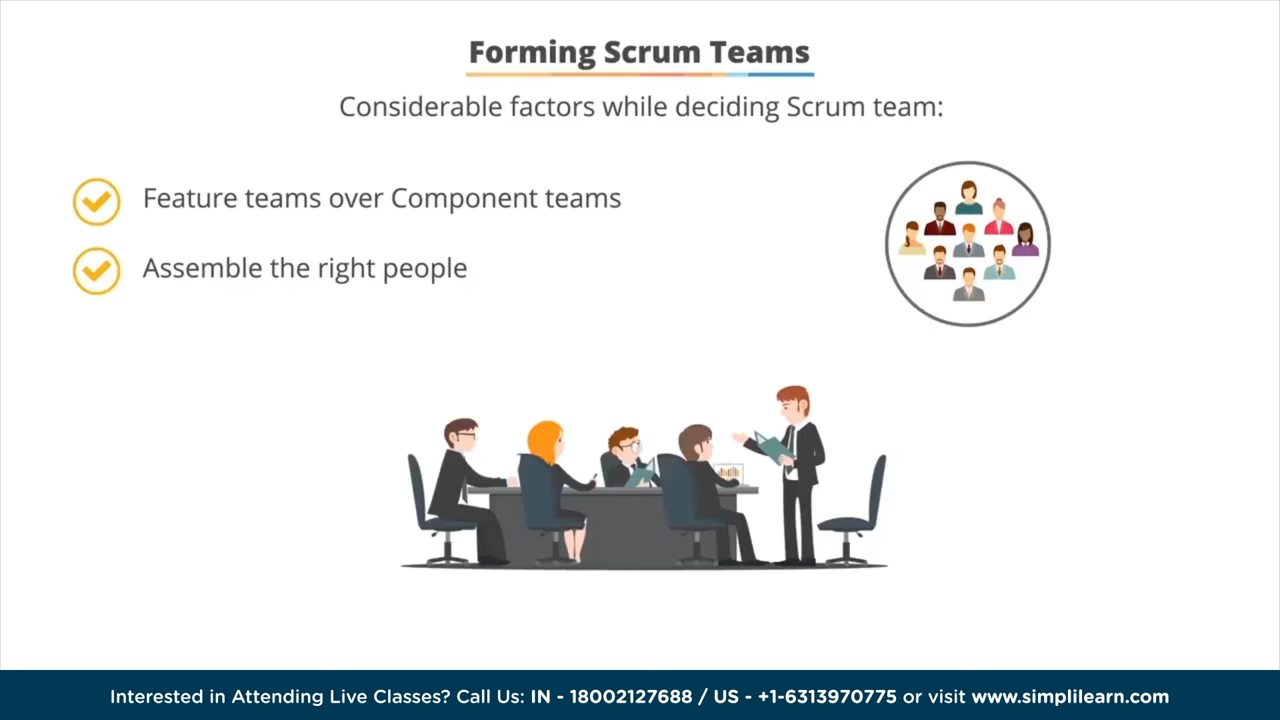 Forming Scrum Teams
Considerable factors while deciding Scrum team:
Feature teams over Component teams
Assemble the right people
Interested in Attending Live Classes? Call Us: IN - 18002127688 / US - +1-6313970775 or visit www.simplilearn.com